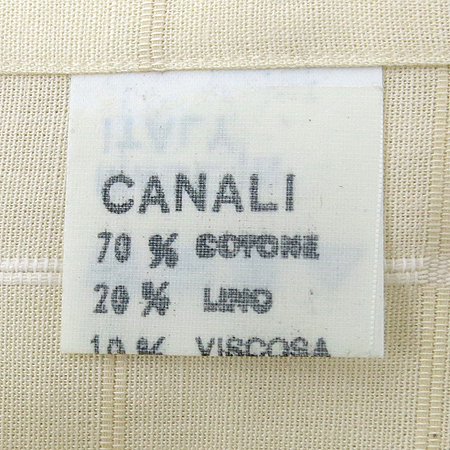 CANALI
70 % COTONE
20 % LINO
10 % VISCOSA